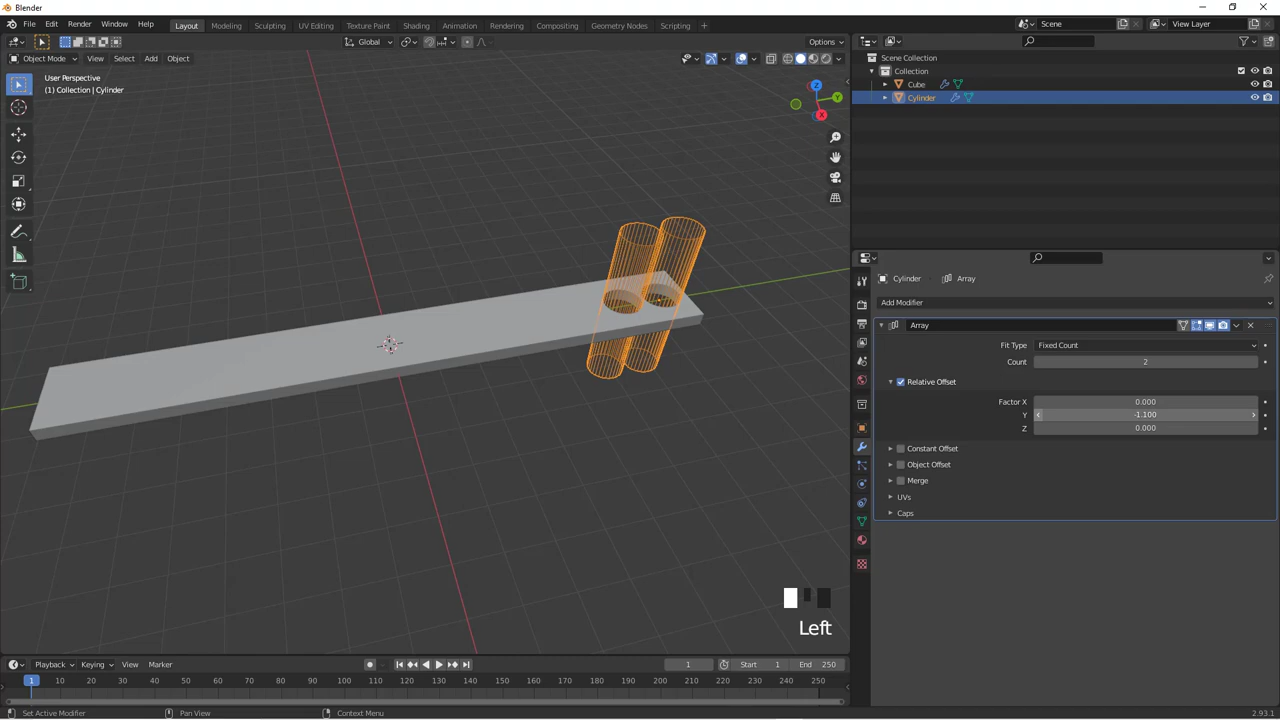 Blender
File Edit Render Window Help Layout Modeling Sculpting UV Editing Texture Paint Shading Animation Rendering Compositing Geometry Nodes Scripting + Scene View Layer
Global Options
Object Mode View Select Add Object
User Perspective
(1) Collection | Cylinder
Z
Y
X
Scene Collection
Collection
Cube
Cylinder
Cylinder Array
Add Modifier
Array
Fit Type Fixed Count
Count 2
Relative Offset
Factor X 0.000
Y -1.100
Z 0.000
Constant Offset
Object Offset
Merge
UVs
Caps
Left
Playback Keying View Marker 1 Start 1 End 250
1 10 20 30 40 50 60 70 80 90 100 110 120 130 140 150 160 170 180 190 200 210 220 230 240 250
Set Active Modifier Pan View Context Menu 2.93.1